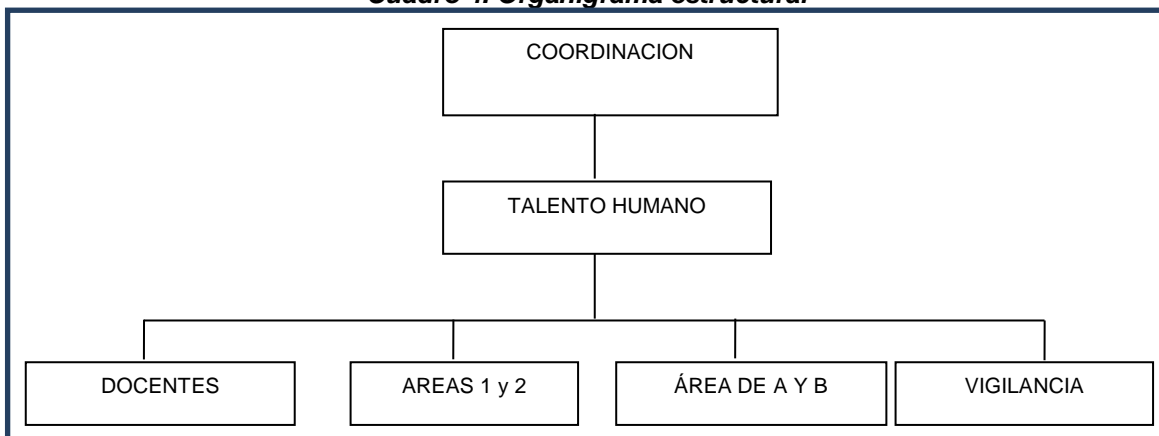 Cuadro 4. Organigrama estructural
COORDINACION
TALENTO HUMANO
DOCENTES
AREAS 1 y 2
ÁREA DE A Y B
VIGILANCIA